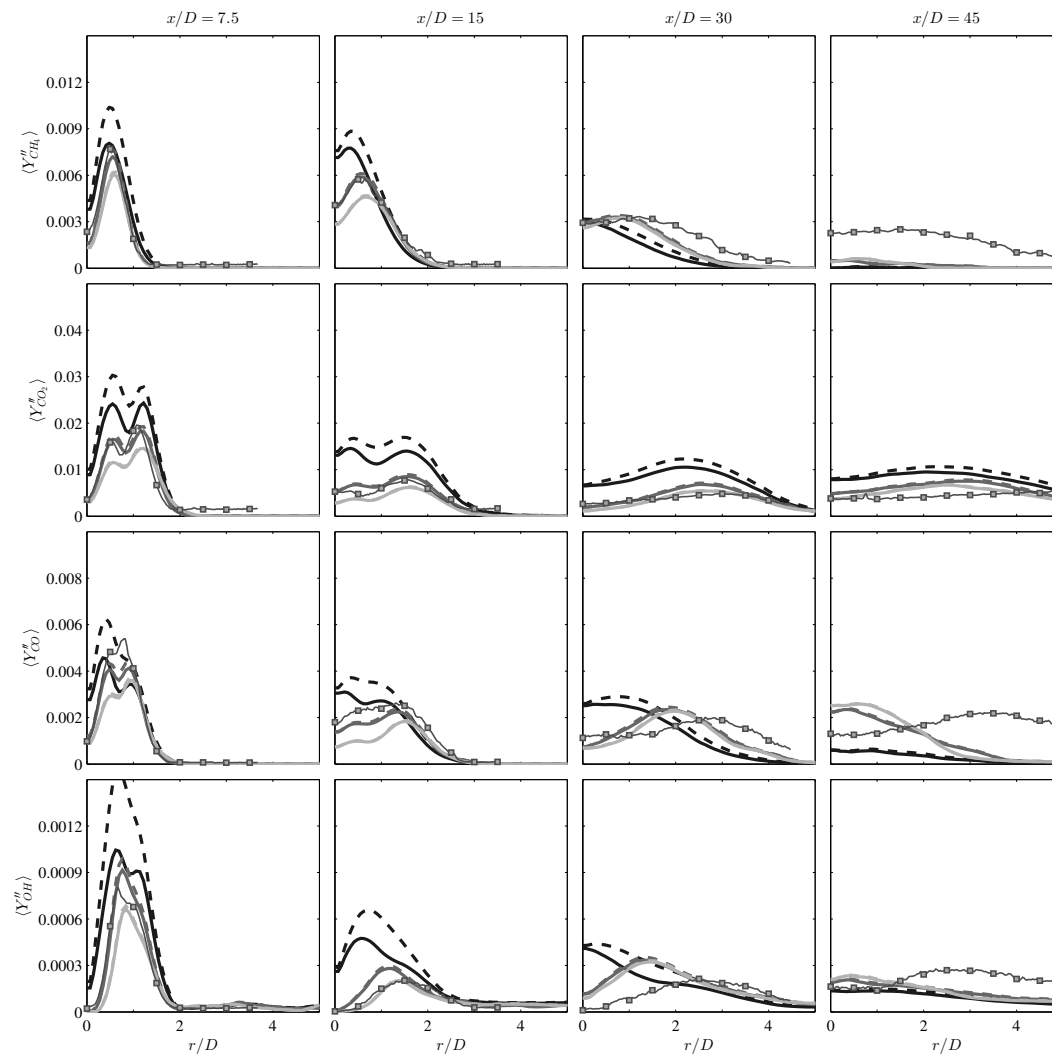 x/D = 7.5 x/D = 15 x/D = 30 x/D = 45
0.012
0.009
0.006
0.003
0
⟨Y″_{CH₄}⟩
0.04
0.03
0.02
0.01
0
⟨Y″_{CO₂}⟩
0.008
0.006
0.004
0.002
0
⟨Y″_{CO}⟩
0.0012
0.0009
0.0006
0.0003
0
⟨Y″_{OH}⟩
0 2 4 0 2 4 0 2 4 0 2 4
r/D r/D r/D r/D